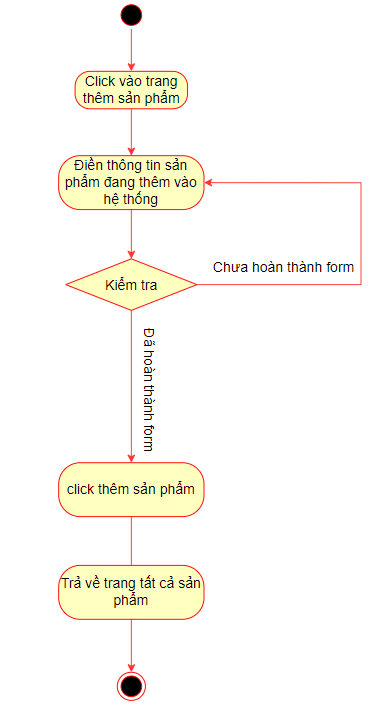 Click vào trang
thêm sản phẩm
Điền thông tin sản
phẩm đang thêm vào
hệ thống
Chưa hoàn thành form
Kiểm tra
Đã hoàn thành form
click thêm sản phẩm
Trả về trang tất cả sản
phẩm